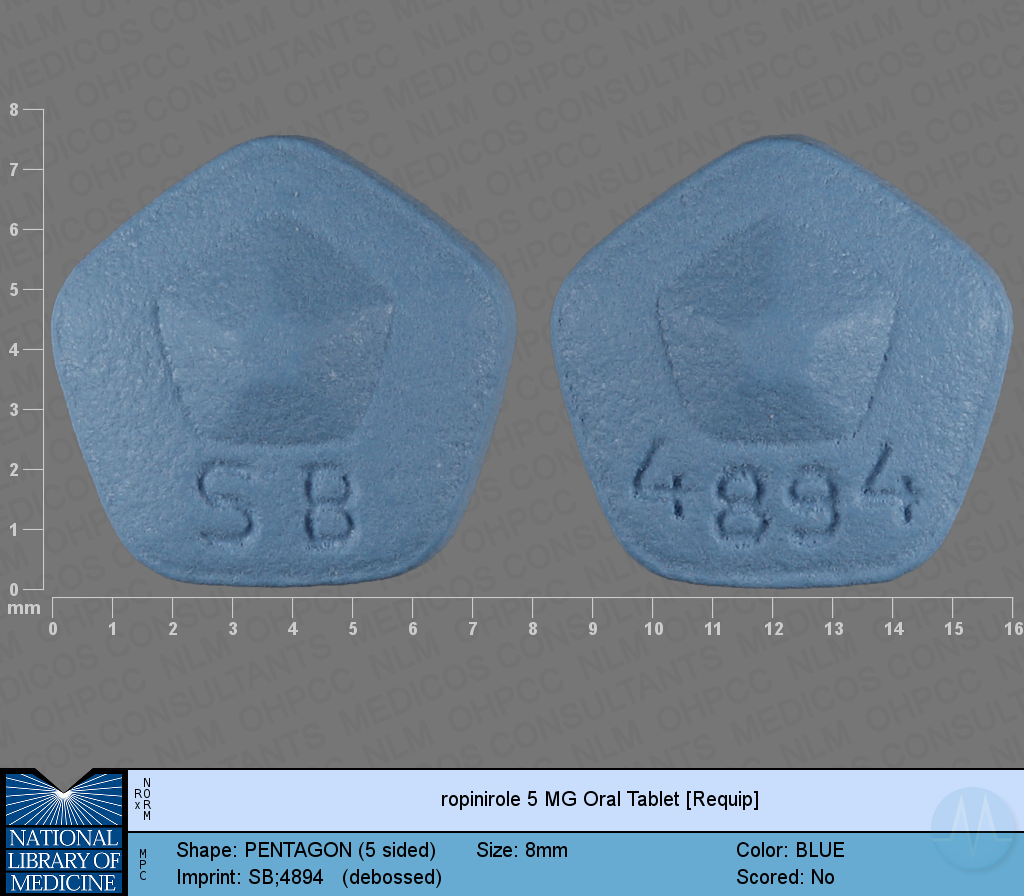 8
7
6
5
4
3
2
1
0
mm
0 1 2 3 4 5 6 7 8 9 10 11 12 13 14 15 16
SB
4894
NLM
MEDICOS CONSULTANTS
OHPCC
NATIONAL
LIBRARY OF
MEDICINE
RxNORM
ropinirole 5 MG Oral Tablet [Requip]
MPC
Shape: PENTAGON (5 sided) Size: 8mm Color: BLUE
Imprint: SB;4894 (debossed) Scored: No